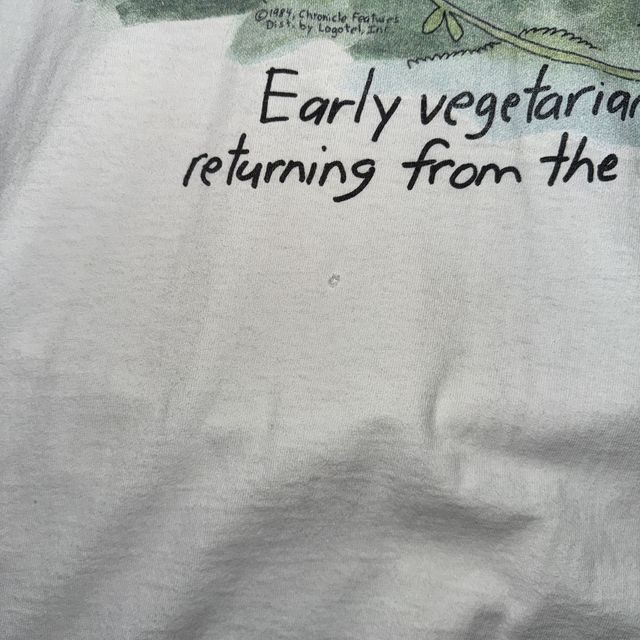 ©1984, Chronicle Features
Dist. by Logotel, Inc.
Early vegetarian
returning from the